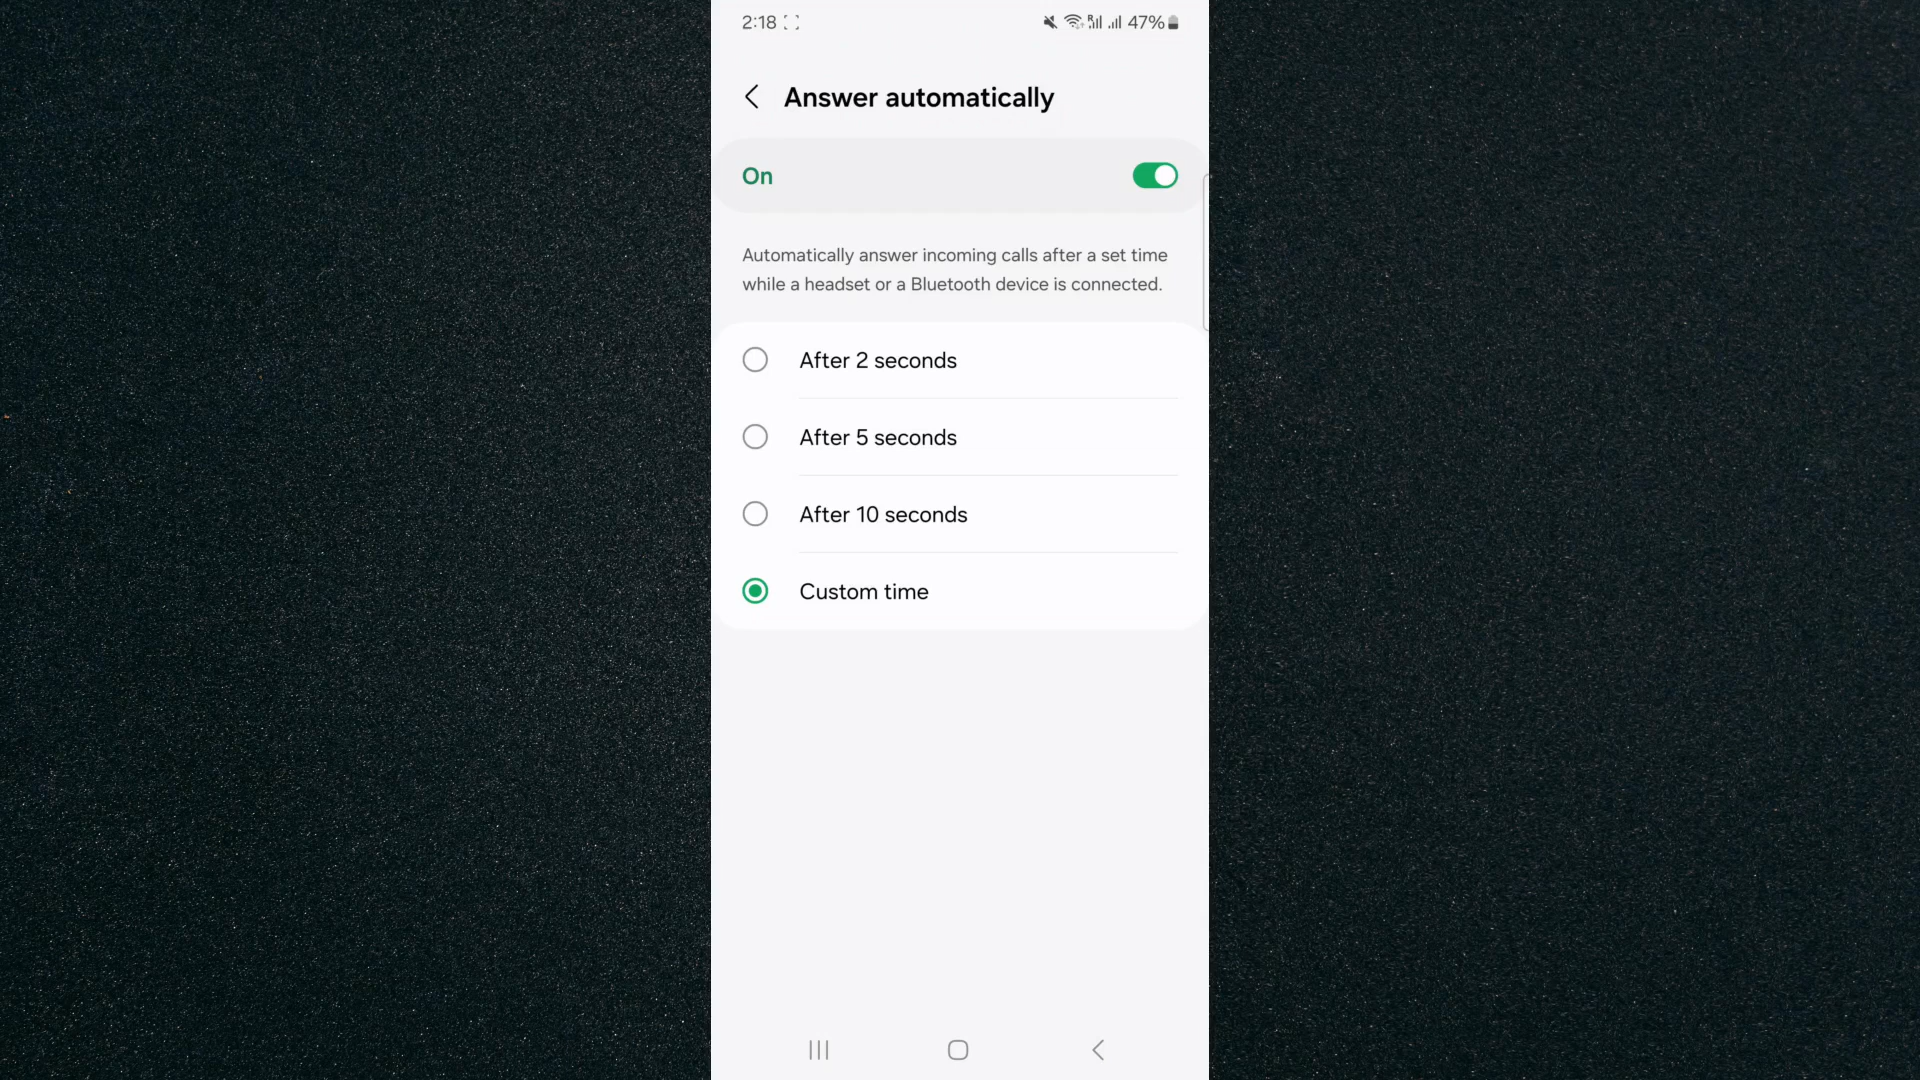 2:18
47%
Answer automatically
On
Automatically answer incoming calls after a set time
while a headset or a Bluetooth device is connected.
After 2 seconds
After 5 seconds
After 10 seconds
Custom time